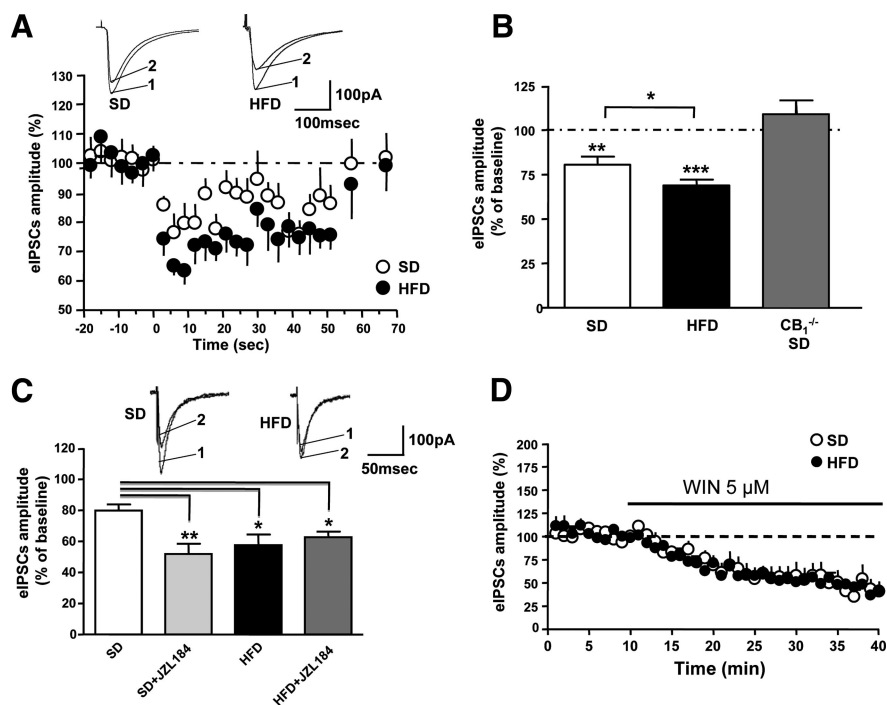 A
2
1
SD
2
1
HFD
100pA
100msec
eIPSCs amplitude (%)
130
120
110
100
90
80
70
60
50
-20
-10
0
10
20
30
40
50
60
70
Time (sec)
SD
HFD
B
eIPSCs amplitude
(% of baseline)
125
100
75
50
25
0
*
**
***
SD
HFD
CB1-/-
SD
C
SD
2
1
HFD
1
2
100pA
50msec
eIPSCs amplitude
(% of baseline)
120
100
80
60
40
20
0
**
*
*
SD
SD+JZL184
HFD
HFD+JZL184
D
SD
HFD
WIN 5 µM
eIPSCs amplitude (%)
200
175
150
125
100
75
50
25
0
0
5
10
15
20
25
30
35
40
Time (min)